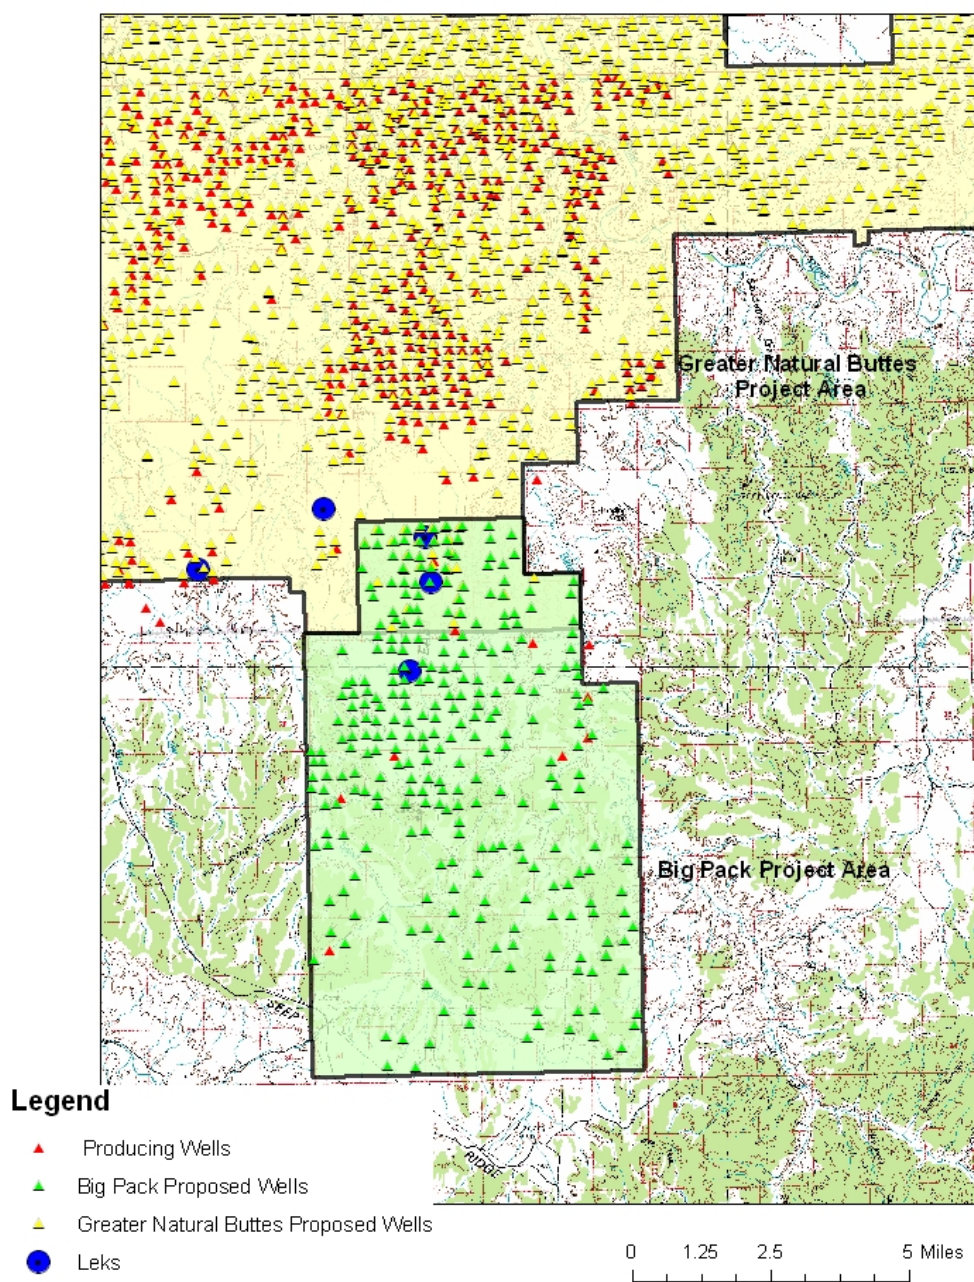 Greater Natural Buttes
Project Area
Big Pack Project Area
SEEP
RIDGE
Legend
Producing Wells
Big Pack Proposed Wells
Greater Natural Buttes Proposed Wells
Leks
0 1.25 2.5 5 Miles